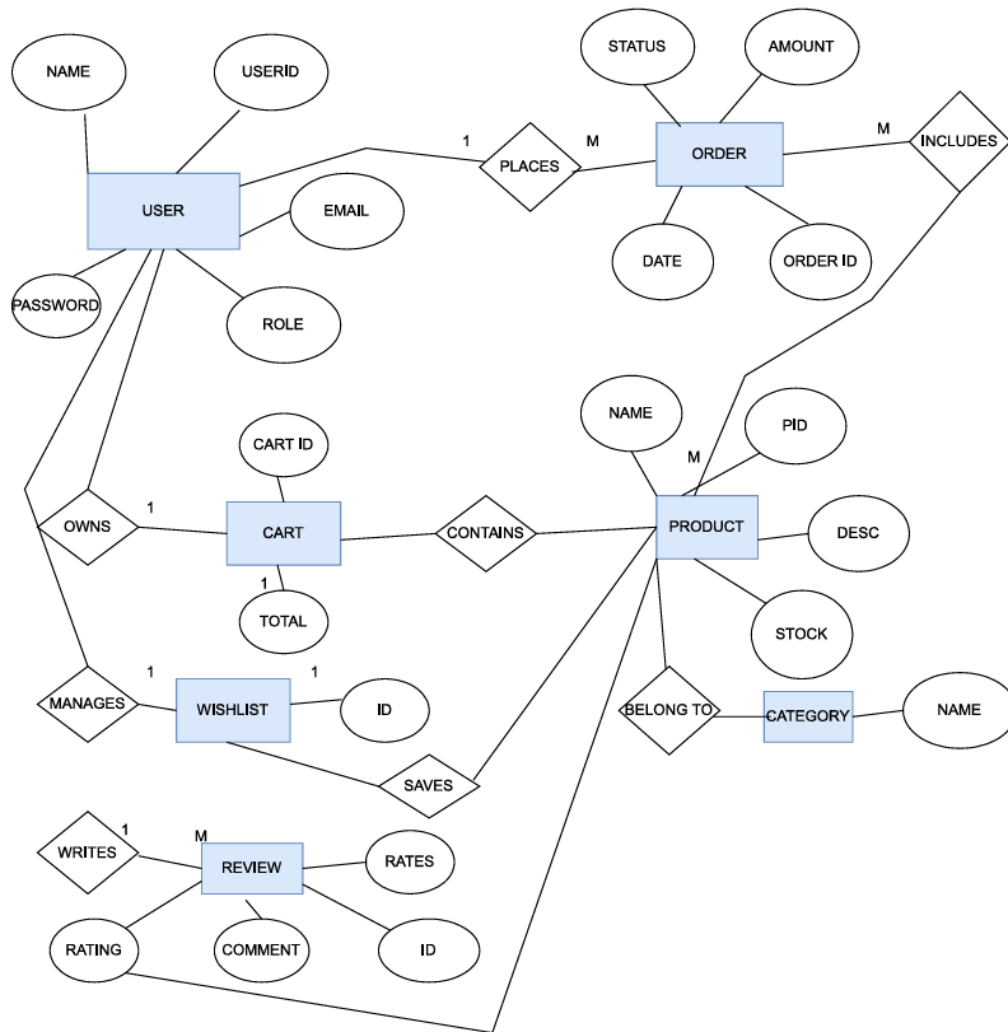 STATUS
AMOUNT
NAME
USERID
1
M
M
INCLUDES
PLACES
ORDER
USER
EMAIL
DATE
ORDER ID
PASSWORD
ROLE
NAME
PID
CART ID
M
1
OWNS
CART
CONTAINS
PRODUCT
DESC
1
TOTAL
STOCK
1
1
MANAGES
WISHLIST
ID
BELONG TO
CATEGORY
NAME
SAVES
1
M
WRITES
REVIEW
RATES
RATING
COMMENT
ID